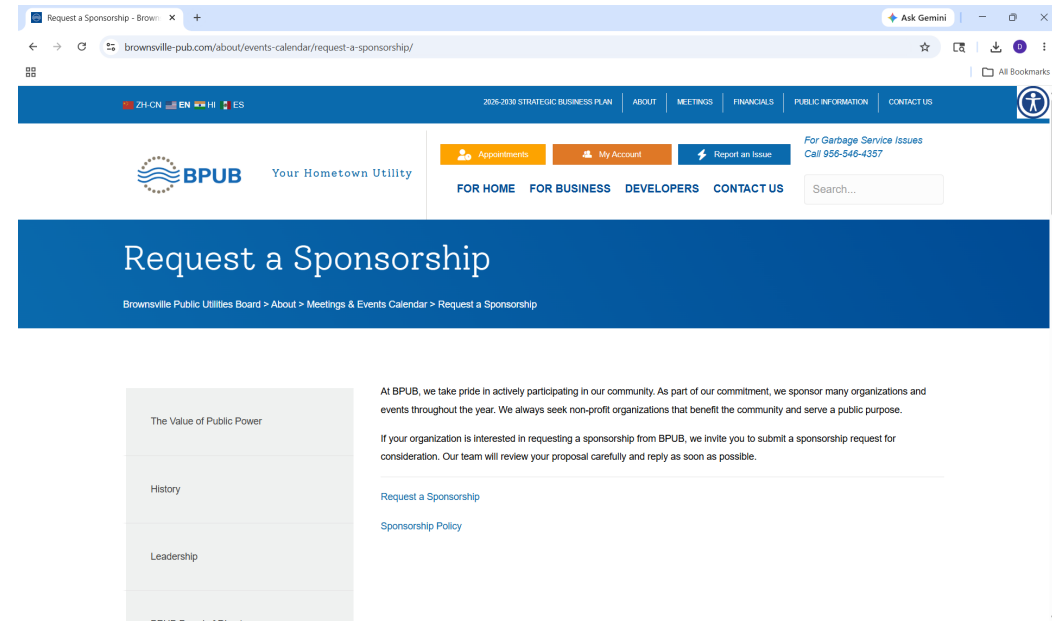 Request a Sponsorship - Brown
Ask Gemini
brownsville-pub.com/about/events-calendar/request-a-sponsorship/
D
All Bookmarks
ZH-CN EN HI ES
2026-2030 STRATEGIC BUSINESS PLAN ABOUT MEETINGS FINANCIALS PUBLIC INFORMATION CONTACT US
BPUB
Your Hometown Utility
Appointments My Account Report an Issue
For Garbage Service Issues
Call 956-546-4357
FOR HOME FOR BUSINESS DEVELOPERS CONTACT US
Search...
Request a Sponsorship
Brownsville Public Utilities Board > About > Meetings & Events Calendar > Request a Sponsorship
The Value of Public Power
History
Leadership
At BPUB, we take pride in actively participating in our community. As part of our commitment, we sponsor many organizations and
events throughout the year. We always seek non-profit organizations that benefit the community and serve a public purpose.
If your organization is interested in requesting a sponsorship from BPUB, we invite you to submit a sponsorship request for
consideration. Our team will review your proposal carefully and reply as soon as possible.
Request a Sponsorship
Sponsorship Policy